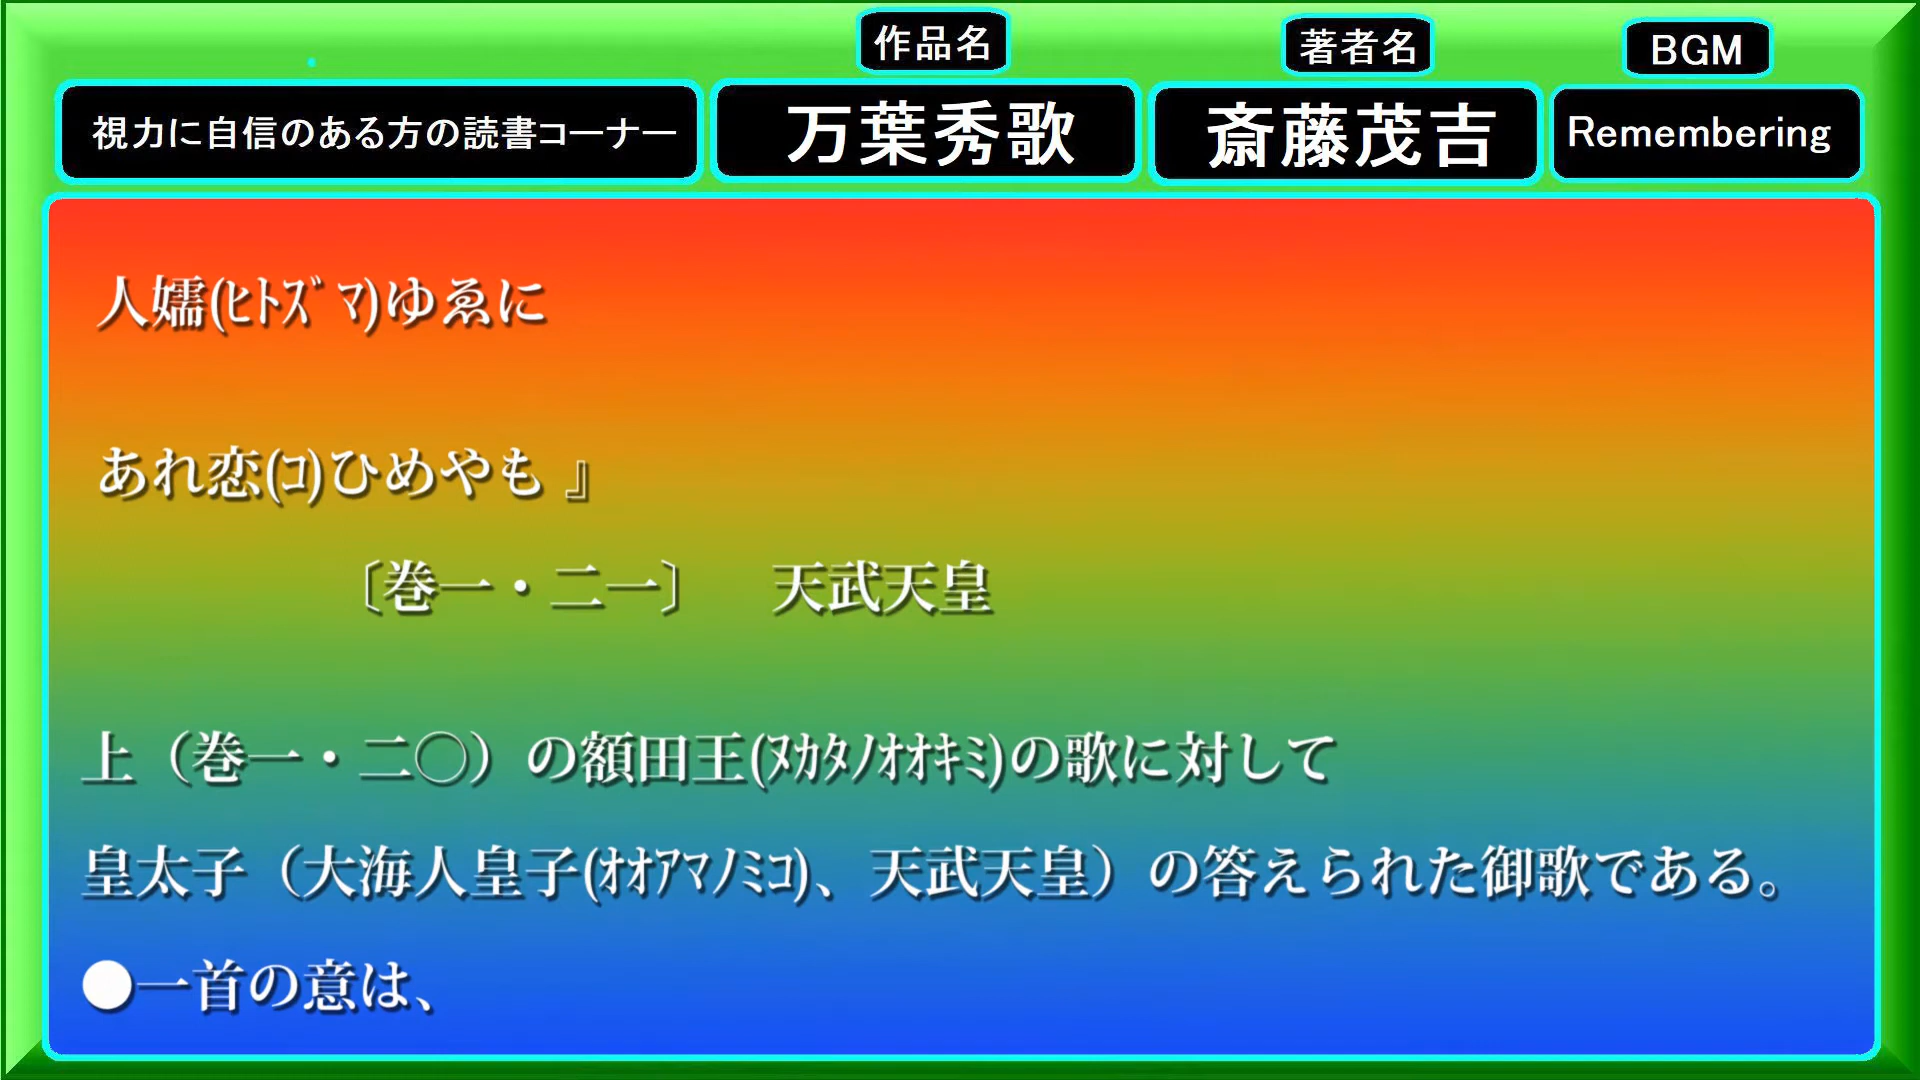 作品名
著者名
BGM
視力に自信のある方の読書コーナー
万葉秀歌
斎藤茂吉
Remembering
人嬬(ﾋﾄｽﾞﾏ)ゆゑに
あれ恋(ｺ)ひめやも 』
〔巻一・二一〕　天武天皇
上（巻一・二〇）の額田王(ﾇｶﾀﾉｵｵｷﾐ)の歌に対して
皇太子（大海人皇子(ｵｵｱﾏﾉﾐｺ)、天武天皇）の答えられた御歌である。
●一首の意は、